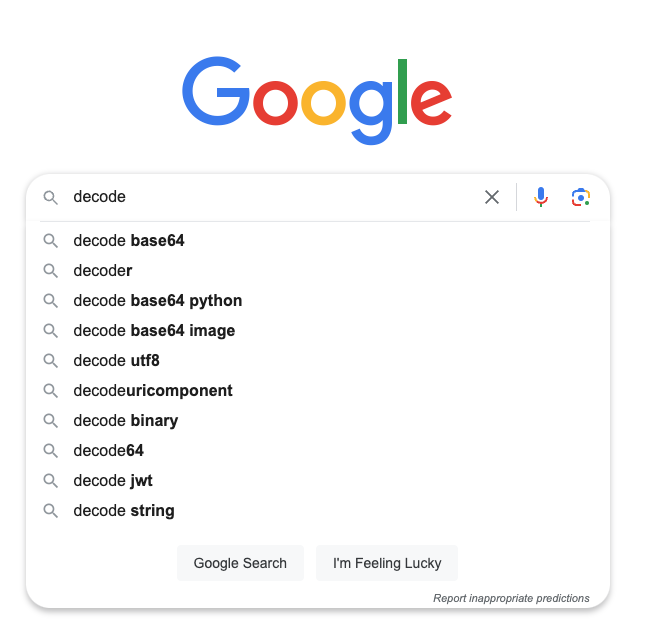 Google
decode
decode base64
decoder
decode base64 python
decode base64 image
decode utf8
decodeuricomponent
decode binary
decode64
decode jwt
decode string
Google Search I'm Feeling Lucky
Report inappropriate predictions